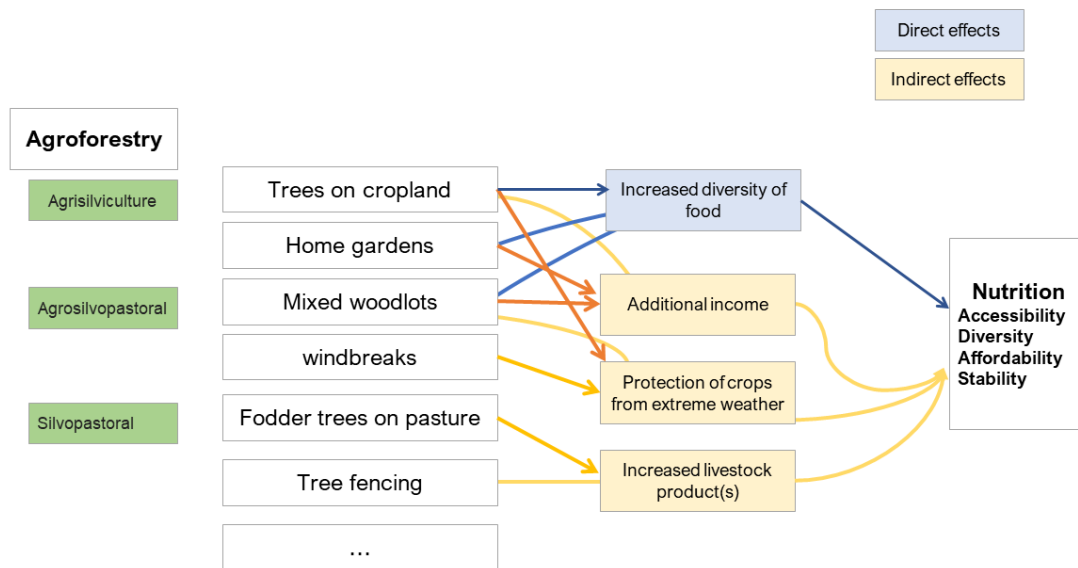 Direct effects
Indirect effects
Agroforestry
Agrisilviculture
Agrosilvopastoral
Silvopastoral
Trees on cropland
Home gardens
Mixed woodlots
windbreaks
Fodder trees on pasture
Tree fencing
...
Increased diversity of
food
Additional income
Protection of crops
from extreme weather
Increased livestock
product(s)
Nutrition
Accessibility
Diversity
Affordability
Stability